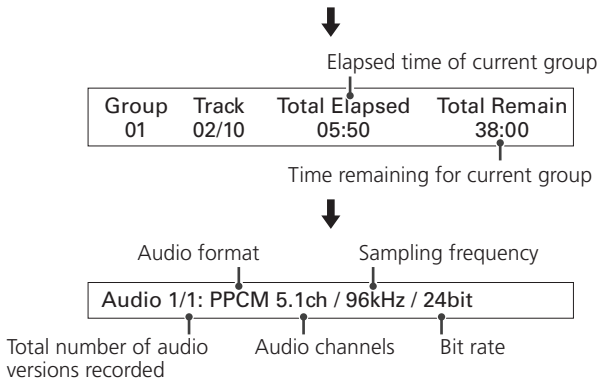 Elapsed time of current group
Group Track Total Elapsed Total Remain
01 02/10 05:50 38:00
Time remaining for current group
Audio format Sampling frequency
Audio 1/1: PPCM 5.1ch / 96kHz / 24bit
Total number of audio versions recorded
Audio channels
Bit rate